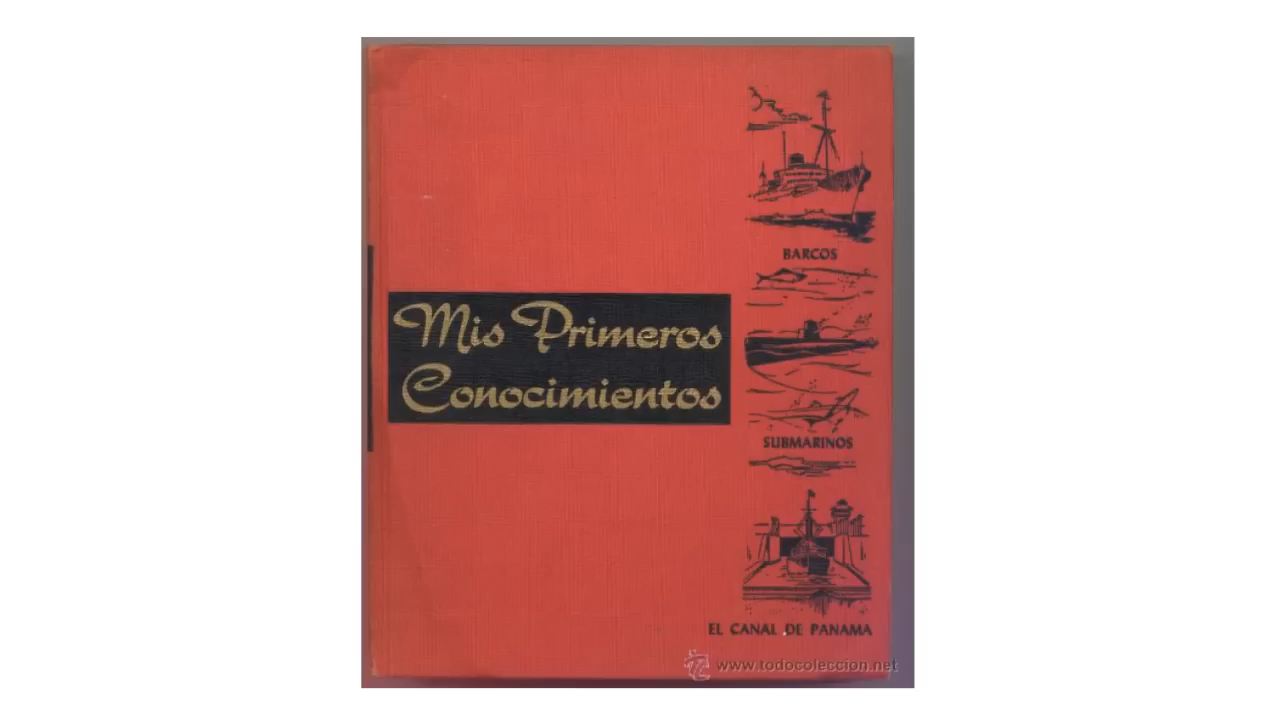 Mis Primeros
Conocimientos
BARCOS
SUBMARINOS
EL CANAL DE PANAMA
www.todocoleccion.net